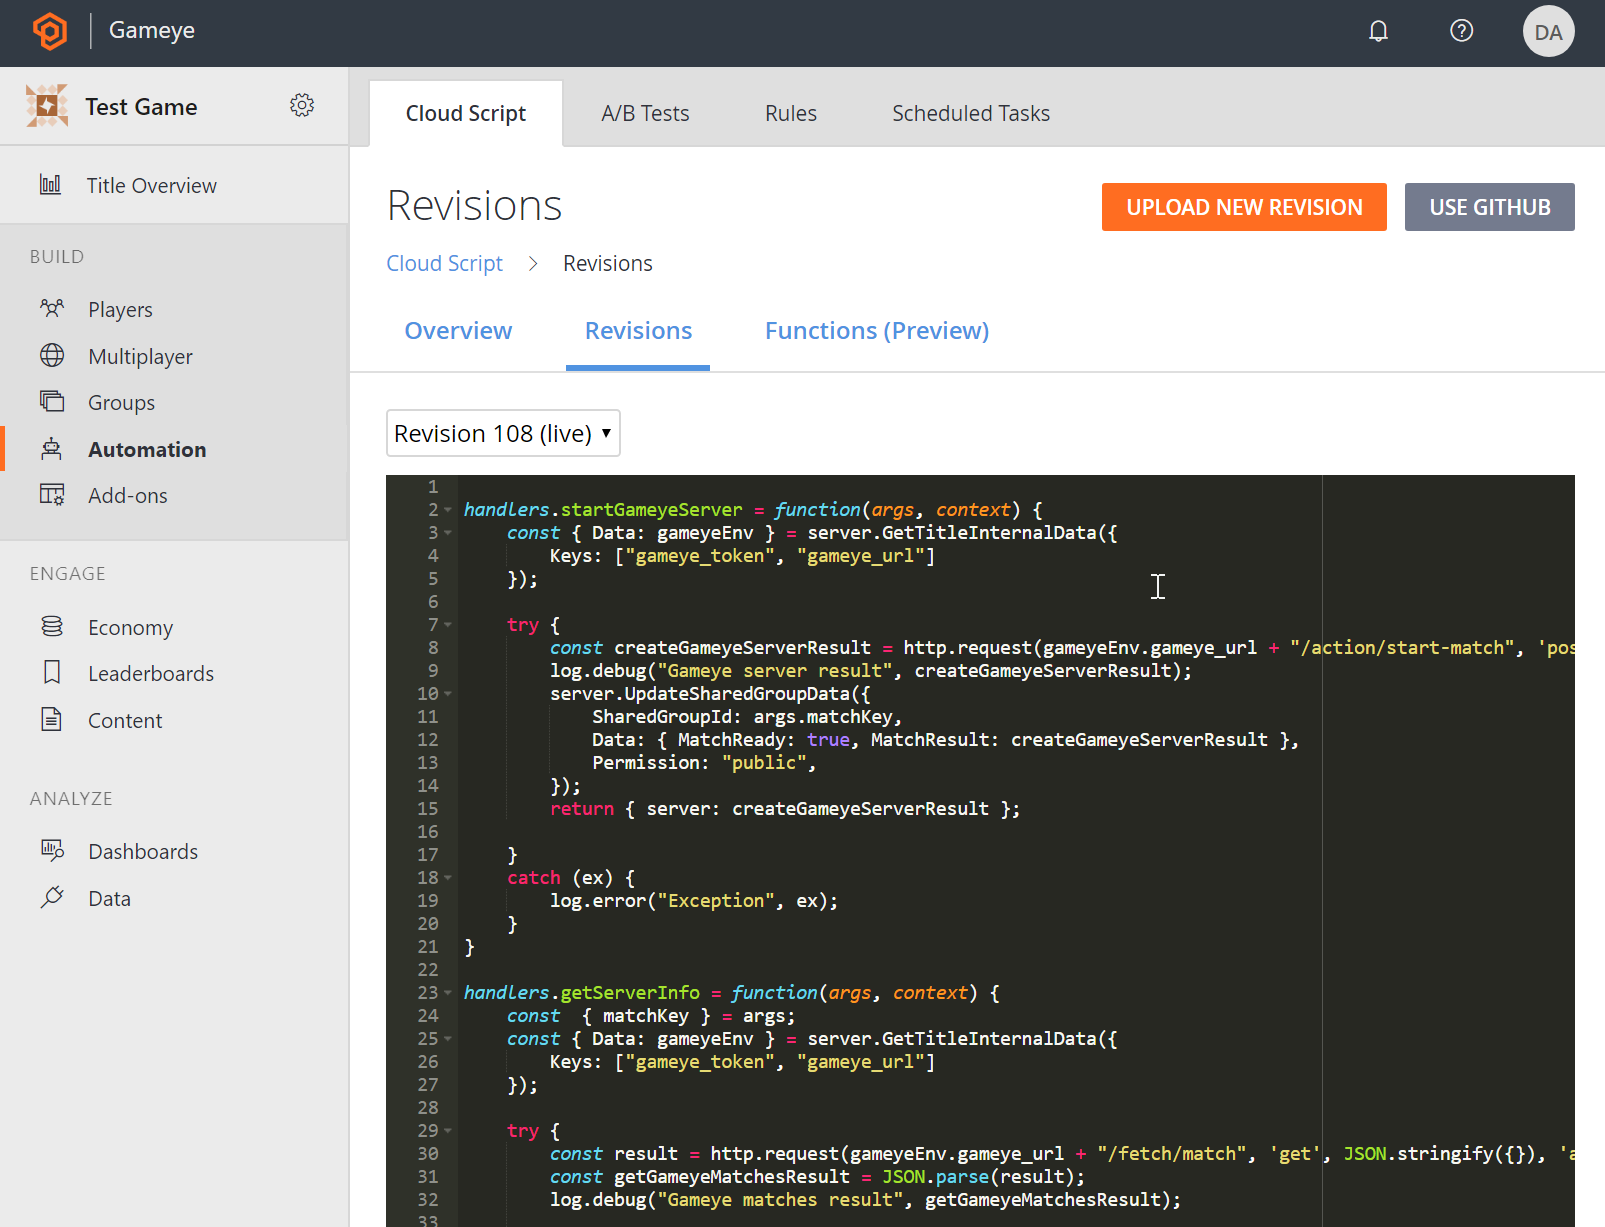 Gameye
DA
Test Game
Title Overview
BUILD
Players
Multiplayer
Groups
Automation
Add-ons
ENGAGE
Economy
Leaderboards
Content
ANALYZE
Dashboards
Data
Cloud Script
A/B Tests
Rules
Scheduled Tasks
Revisions
UPLOAD NEW REVISION
USE GITHUB
Cloud Script > Revisions
Overview
Revisions
Functions (Preview)
Revision 108 (live)
1
2 handlers.startGameyeServer = function(args, context) {
3 const { Data: gameyeEnv } = server.GetTitleInternalData({
4 Keys: ["gameye_token", "gameye_url"]
5 });
6
7 try {
8 const createGameyeServerResult = http.request(gameyeEnv.gameye_url + "/action/start-match", 'pos
9 log.debug("Gameye server result", createGameyeServerResult);
10 server.UpdateSharedGroupData({
11 SharedGroupId: args.matchKey,
12 Data: { MatchReady: true, MatchResult: createGameyeServerResult },
13 Permission: "public",
14 });
15 return { server: createGameyeServerResult };
16
17 }
18 catch (ex) {
19 log.error("Exception", ex);
20 }
21 }
22
23 handlers.getServerInfo = function(args, context) {
24 const  { matchKey } = args;
25 const { Data: gameyeEnv } = server.GetTitleInternalData({
26 Keys: ["gameye_token", "gameye_url"]
27 });
28
29 try {
30 const result = http.request(gameyeEnv.gameye_url + "/fetch/match", 'get', JSON.stringify({}), 'a
31 const getGameyeMatchesResult = JSON.parse(result);
32 log.debug("Gameye matches result", getGameyeMatchesResult);
33